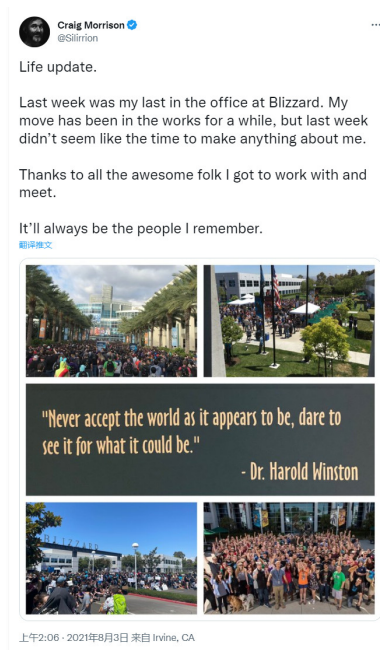 Craig Morrison
@Silirrion
Life update.
Last week was my last in the office at Blizzard. My
move has been in the works for a while, but last week
didn't seem like the time to make anything about me.
Thanks to all the awesome folk I got to work with and
meet.
It'll always be the people I remember.
翻译推文
"Never accept the world as it appears to be, dare to
see it for what it could be."
- Dr. Harold Winston
BLIZZARD
上午2:06 · 2021年8月3日 来自 Irvine, CA